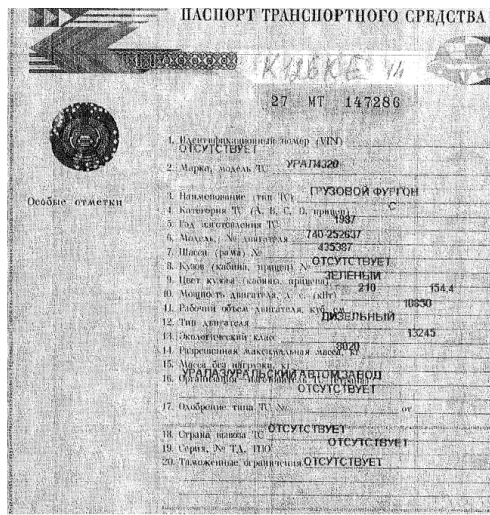 ПАСПОРТ ТРАНСПОРТНОГО СРЕДСТВА
27 МТ 147286
1. Идентификационный номер (VIN)
ОТСУТСТВУЕТ
2. Марка, модель ТС УРАЛ4320
Особые отметки
3. Наименование (тип ТС) ГРУЗОВОЙ ФУРГОН
4. Категория ТС (A, B, C, D, прицеп) C
5. Год изготовления ТС 1987
6. Модель, № двигателя 740-252637
7. Шасси (рама) № 435387
8. Кузов (кабина, прицеп) № ОТСУТСТВУЕТ
9. Цвет кузова (кабины, прицепа) ЗЕЛЕНЫЙ
10. Мощность двигателя, л. с. (кВт) 210 154,4
11. Рабочий объем двигателя, куб. см 10850
12. Тип двигателя ДИЗЕЛЬНЫЙ
13. Экологический класс
14. Разрешенная максимальная масса, кг 13245
15. Масса без нагрузки, кг 8020
16. Организация - изготовитель ТС (страна)
УРАЛАЗ/УРАЛЬСКИЙ АВТОМ.ЗАВОД
17. Одобрение типа ТС № ОТСУТСТВУЕТ от
18. Страна вывоза ТС ОТСУТСТВУЕТ
19. Серия, № ТД, ТПО ОТСУТСТВУЕТ
20. Таможенные ограничения ОТСУТСТВУЕТ